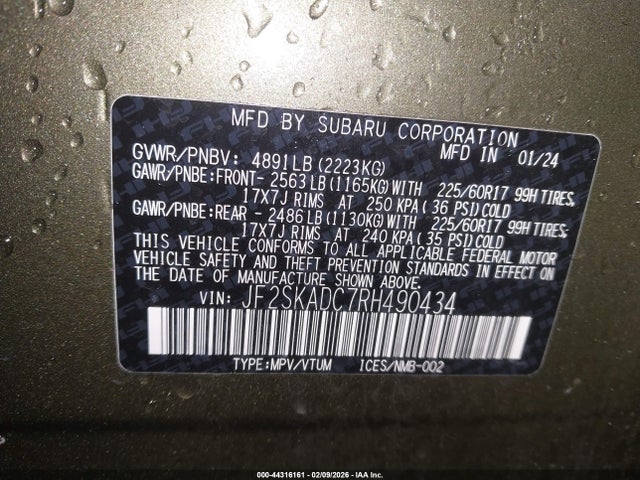 MFD BY SUBARU CORPORATION MFD IN 01/24
GVWR/PNBV: 4891LB(2223KG)
GAWR/PNBE:FRONT- 2563LB(1165KG)WITH 225/60R17 99H TIRES,
17X7J RIMS AT 250 KPA( 36 PSI)COLD
GAWR/PNBE:REAR - 2486LB(1130KG)WITH 225/60R17 99H TIRES,
17X7J RIMS AT 240 KPA( 35 PSI)COLD
THIS VEHICLE CONFORMS TO ALL APPLICABLE FEDERAL MOTOR
VEHICLE SAFETY AND THEFT PREVENTION STANDARDS IN EFFECT ON
THE DATE OF MANUFACTURE SHOWN ABOVE.
VIN: JF2SKADC7RH490434
TYPE:MPV/VTUM ICES/NMB-002
000-44316161 - 02/09/2026 - IAA Inc.